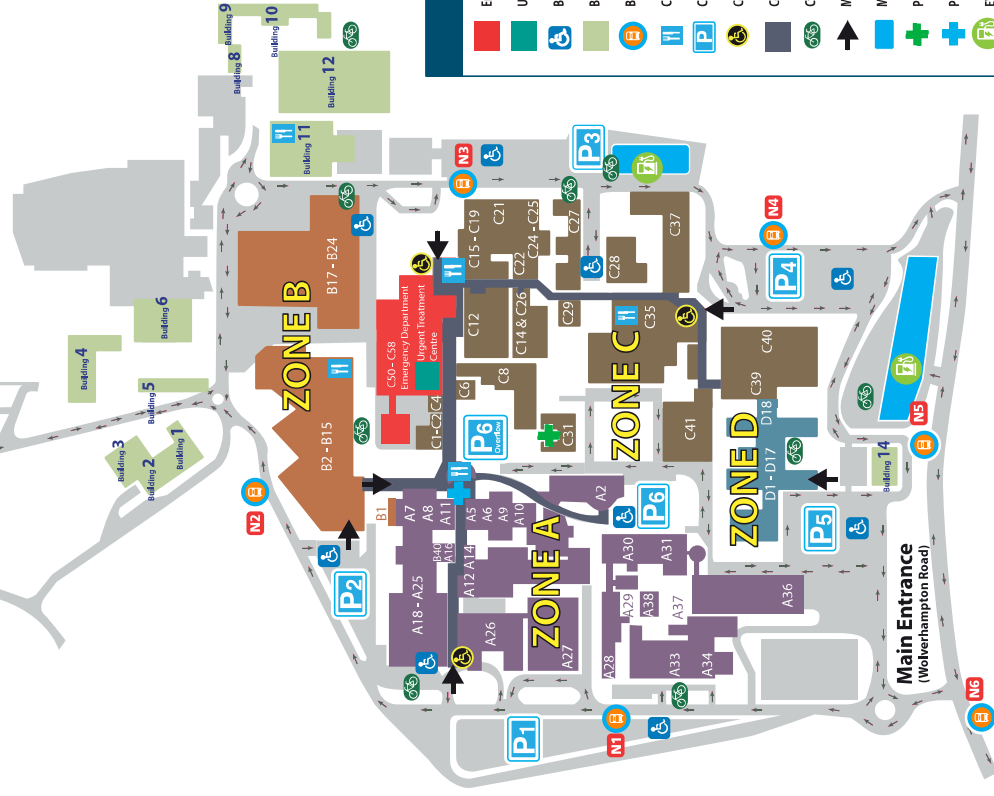 Building 9
Building 10
Building 8
Building 12
Building 11
Building 6
Building 4
Building 5
Building 3
Building 2
Building 1
E
U
B
B
B
C
C
P
C
C
C
M
M
P
P
E
ZONE B
B17 - B24
B2 - B15
B1
N2
P2
N3
P3
C50 – C58
Emergency Department
Urgent Treatment
Centre
C15 – C19
C21
C22
C24 - C25
C27
C28
C37
C12
C14 & C26
C29
C35
C8
C6
C4
C1- C2
C31
ZONE C
P6
Overflow
C40
C39
C41
N4
P4
A7
A8
A11
A5
A6
A9
A10
A2
B40
A16
A14
A12
A18 - A25
A26
A27
ZONE A
P6
A30
A31
A29
A38
A37
A28
A33
A34
A36
ZONE D
D18
D1 - D17
P5
Building 14
N5
P1
N1
Main Entrance
(Wolverhampton Road)
N6